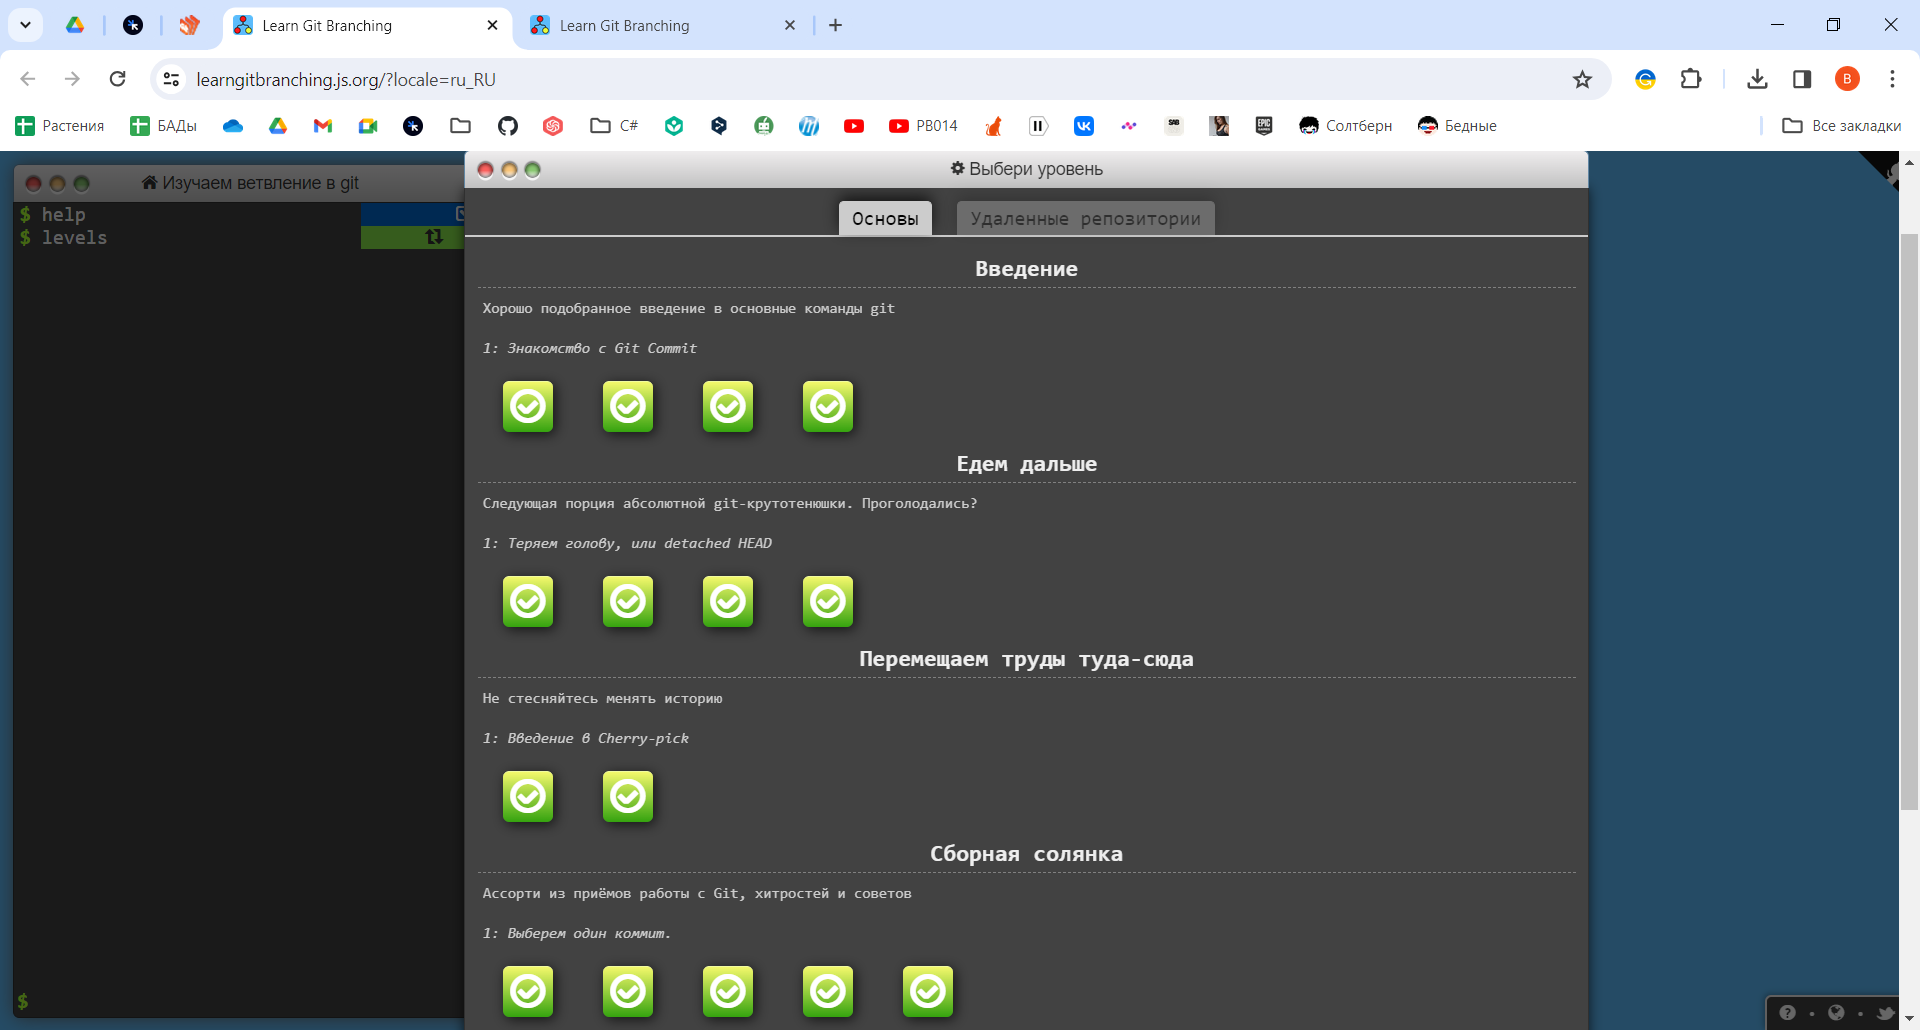 Learn Git Branching
Learn Git Branching
learngitbranching.js.org/?locale=ru_RU
B
Растения
БАДы
C#
PB014
SAB
EPIC
Солтберн
Бедные
Все закладки
Изучаем ветвление в git
$ help
$ levels
$
Выбери уровень
Основы
Удаленные репозитории
Введение
Хорошо подобранное введение в основные команды git
1: Знакомство с Git Commit
Едем дальше
Следующая порция абсолютной git-крутотенюшки. Проголодались?
1: Теряем голову, или detached HEAD
Перемещаем труды туда-сюда
Не стесняйтесь менять историю
1: Введение в Cherry-pick
Сборная солянка
Ассорти из приёмов работы с Git, хитростей и советов
1: Выберем один коммит.